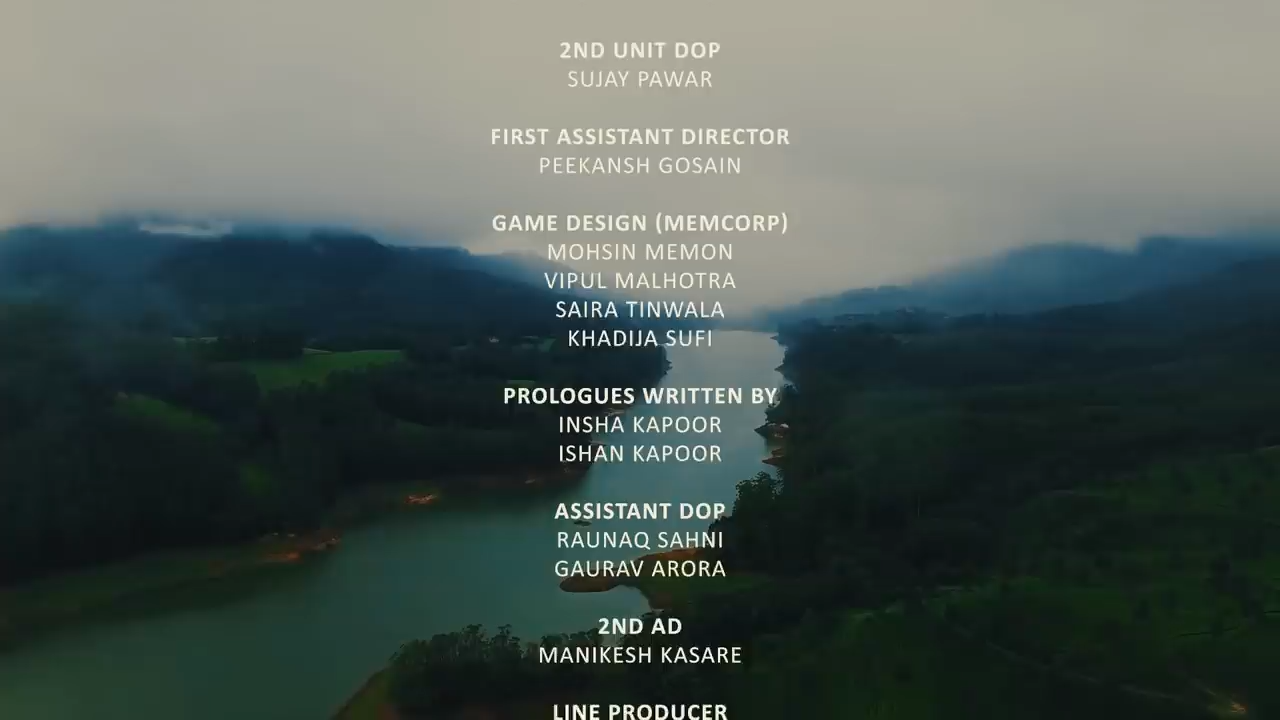 2ND UNIT DOP
SUJAY PAWAR
FIRST ASSISTANT DIRECTOR
PEEKANSH GOSAIN
GAME DESIGN (MEMCORP)
MOHSIN MEMON
VIPUL MALHOTRA
SAIRA TINWALA
KHADIJA SUFI
PROLOGUES WRITTEN BY
INSHA KAPOOR
ISHAN KAPOOR
ASSISTANT DOP
RAUNAQ SAHNI
GAURAV ARORA
2ND AD
MANIKESH KASARE
LINE PRODUCER